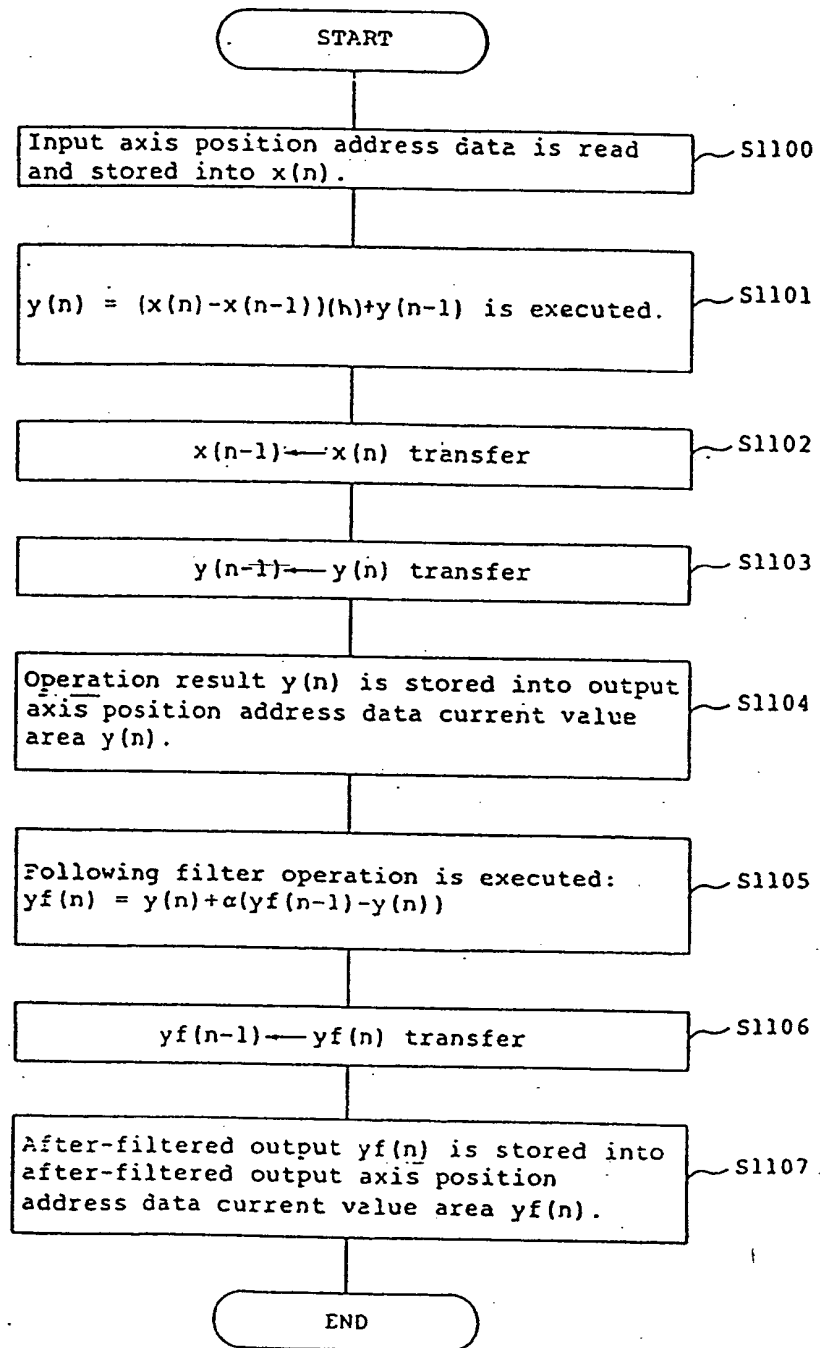 START
Input axis position address data is read
and stored into x(n).
S1100
y(n) = (x(n)-x(n-1))(h)+y(n-1) is executed.
S1101
x(n-1)←x(n) transfer
S1102
y(n-1)←y(n) transfer
S1103
Operation result y(n) is stored into output
axis position address data current value
area y(n).
S1104
Following filter operation is executed:
yf(n) = y(n)+α(yf(n-1)-y(n))
S1105
yf(n-1)←yf(n) transfer
S1106
After-filtered output yf(n) is stored into
after-filtered output axis position
address data current value area yf(n).
S1107
END